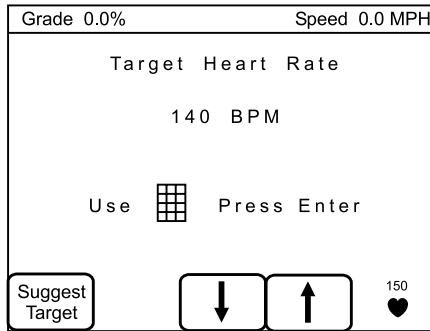 Grade 0.0% Speed 0.0 MPH
Target Heart Rate
140 BPM
Use Press Enter
Suggest
Target
150